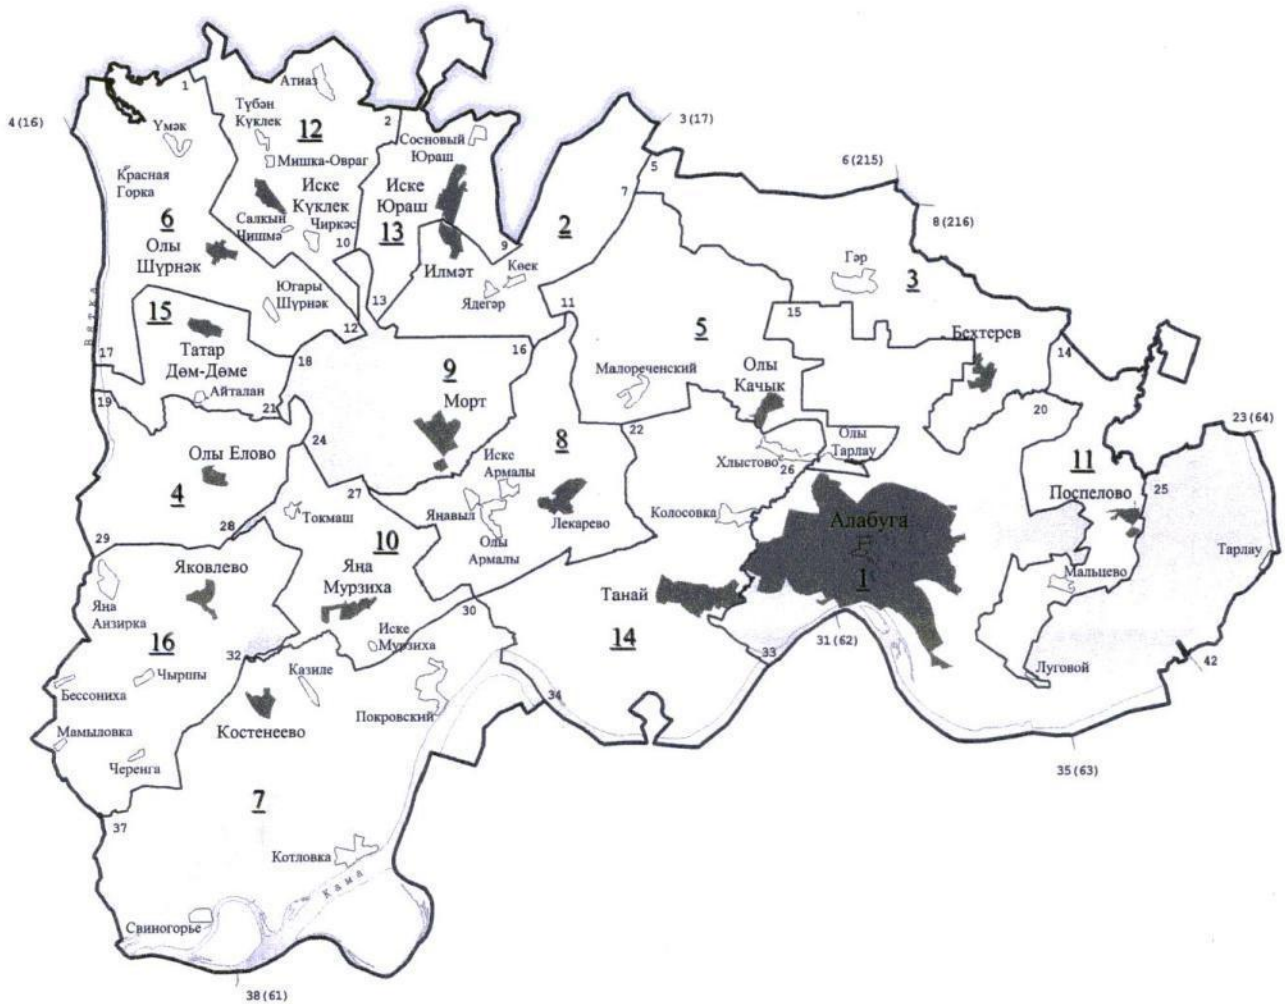 1
Атиаз
4 (16)
Түбән
Күклек
12
2
3 (17)
Үмәк
Сосновый
Юраш
Мишка-Овраг
5
6 (215)
Красная
Горка
Иске
Күклек
Иске
Юраш
7
8 (216)
6
Салкын
Чишмә
Чиркәс
13
2
Олы
Шүрнәк
10
9
Гәр
3
Илмәт
Көек
Ядегәр
Югары
Шүрнәк
13
11
15
15
12
5
Бехтерев
Вятка
Татар
Дөм-Дөме
17
18
16
14
9
Малореченский
Олы
Качык
Айталан
19
21
Морт
20
23 (64)
24
8
22
Олы
Тарлау
Олы Елово
Иске
Армалы
Хлыстово
26
11
4
27
Поспелово
25
Токмаш
Янавыл
Лекарево
Колосовка
Алабуга
28
Олы
Армалы
29
10
Тарлау
Яковлево
Яна
Мурзиха
1
Мальцево
Яна
Анзирка
Танай
30
16
Иске
Мурзиха
14
31 (62)
32
33
42
Казиле
Луговой
Чыршы
Бессониха
34
Покровский
Костенеево
Мамыловка
Черенга
35 (63)
7
37
Котловка
Кама
Свиногорье
38 (61)